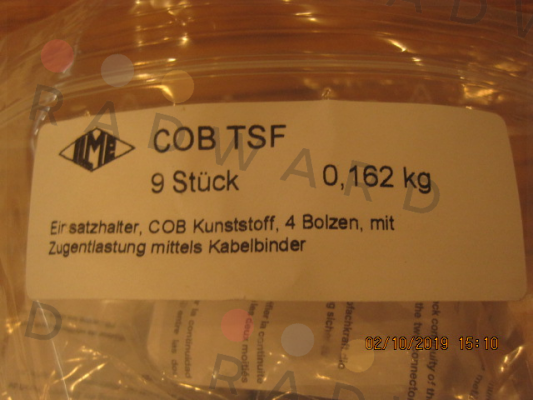 ILME
COB TSF
9 Stück 0,162 kg
Einsatzhalter, COB Kunststoff, 4 Bolzen, mit
Zugentlastung mittels Kabelbinder
RADWARD
02/10/2019 15:10